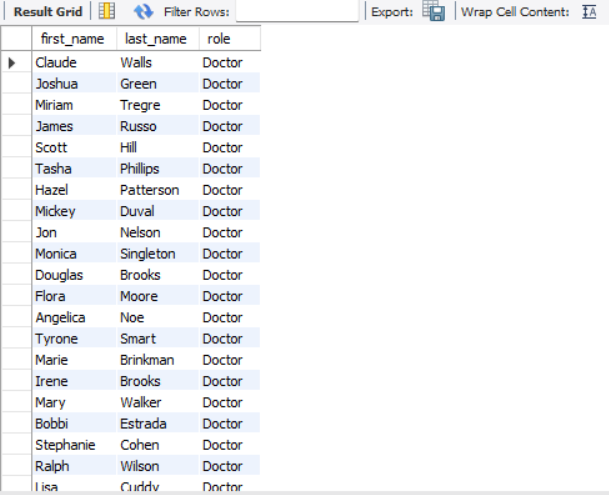 Result Grid Filter Rows: Export: Wrap Cell Content: IA
first_name last_name role
Claude Walls Doctor
Joshua Green Doctor
Miriam Tregre Doctor
James Russo Doctor
Scott Hill Doctor
Tasha Phillips Doctor
Hazel Patterson Doctor
Mickey Duval Doctor
Jon Nelson Doctor
Monica Singleton Doctor
Douglas Brooks Doctor
Flora Moore Doctor
Angelica Noe Doctor
Tyrone Smart Doctor
Marie Brinkman Doctor
Irene Brooks Doctor
Mary Walker Doctor
Bobbi Estrada Doctor
Stephanie Cohen Doctor
Ralph Wilson Doctor
Lisa Cuddy Doctor